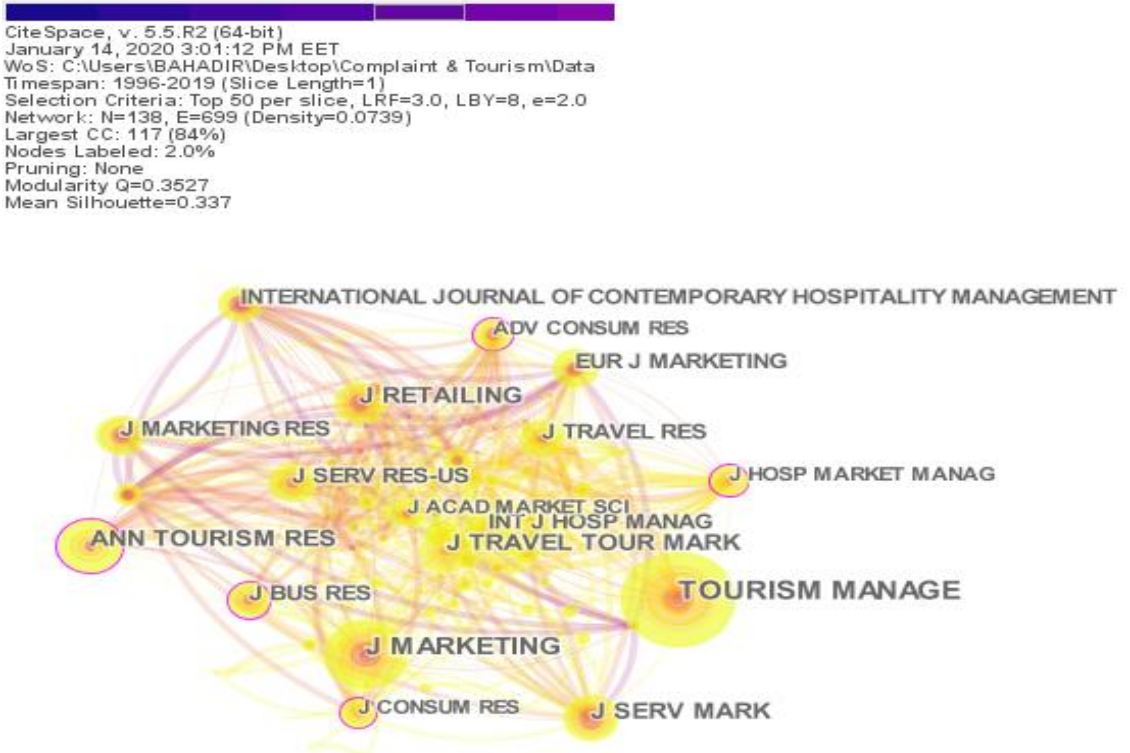 CiteSpace, v. 5.5.R2 (64-bit)
January 14, 2020 3:01:12 PM EET
WoS: C:\Users\BAHADIR\Desktop\Complaint & Tourism\Data
Timespan: 1996-2019 (Slice Length=1)
Selection Criteria: Top 50 per slice, LRF=3.0, LBY=8, e=2.0
Network: N=138, E=699 (Density=0.0739)
Largest CC: 117 (84%)
Nodes Labeled: 2.0%
Pruning: None
Modularity Q=0.3527
Mean Silhouette=0.337
INTERNATIONAL JOURNAL OF CONTEMPORARY HOSPITALITY MANAGEMENT
ADV CONSUM RES
EUR J MARKETING
J RETAILING
J MARKETING RES
J TRAVEL RES
J SERV RES-US
J HOSP MARKET MANAG
J ACAD MARKET SCI
INT J HOSP MANAG
ANN TOURISM RES
J TRAVEL TOUR MARK
J BUS RES
TOURISM MANAGE
J MARKETING
J CONSUM RES
J SERV MARK